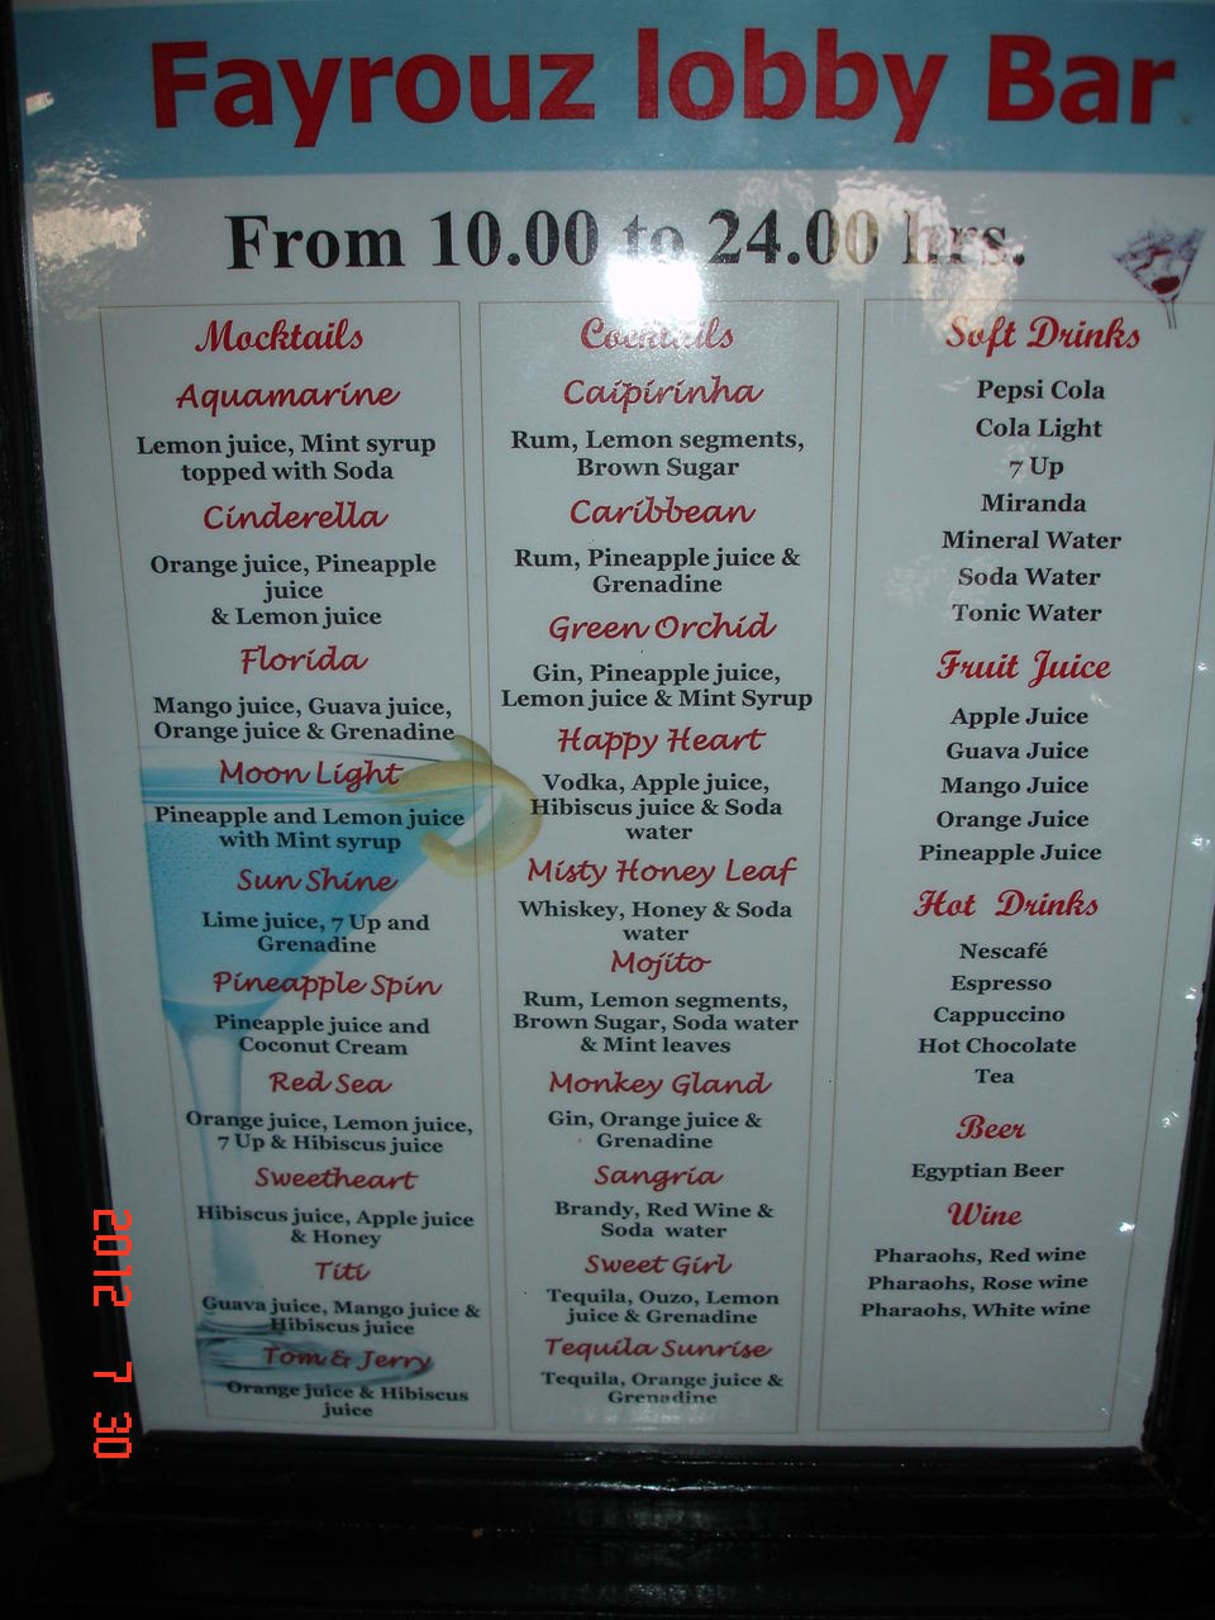 Fayrouz lobby Bar
From 10.00 to 24.00 hrs.
Mocktails
Aquamarine
Lemon juice, Mint syrup
topped with Soda
Cinderella
Orange juice, Pineapple
juice
& Lemon juice
Florida
Mango juice, Guava juice,
Orange juice & Grenadine
Moon Light
Pineapple and Lemon juice
with Mint syrup
Sun Shine
Lime juice, 7 Up and
Grenadine
Pineapple Spin
Pineapple juice and
Coconut Cream
Red Sea
Orange juice, Lemon juice,
7 Up & Hibiscus juice
Sweetheart
Hibiscus juice, Apple juice
& Honey
Titi
Guava juice, Mango juice &
Hibiscus juice
Tom & Jerry
Orange juice & Hibiscus
juice
Cocktails
Caipirinha
Rum, Lemon segments,
Brown Sugar
Caribbean
Rum, Pineapple juice &
Grenadine
Green Orchid
Gin, Pineapple juice,
Lemon juice & Mint Syrup
Happy Heart
Vodka, Apple juice,
Hibiscus juice & Soda
water
Misty Honey Leaf
Whiskey, Honey & Soda
water
Mojito
Rum, Lemon segments,
Brown Sugar, Soda water
& Mint leaves
Monkey Gland
Gin, Orange juice &
Grenadine
Sangria
Brandy, Red Wine &
Soda water
Sweet Girl
Tequila, Ouzo, Lemon
juice & Grenadine
Tequila Sunrise
Tequila, Orange juice &
Grenadine
Soft Drinks
Pepsi Cola
Cola Light
7 Up
Miranda
Mineral Water
Soda Water
Tonic Water
Fruit Juice
Apple Juice
Guava Juice
Mango Juice
Orange Juice
Pineapple Juice
Hot Drinks
Nescafé
Espresso
Cappuccino
Hot Chocolate
Tea
Beer
Egyptian Beer
Wine
Pharaohs, Red wine
Pharaohs, Rose wine
Pharaohs, White wine
2012 7 30